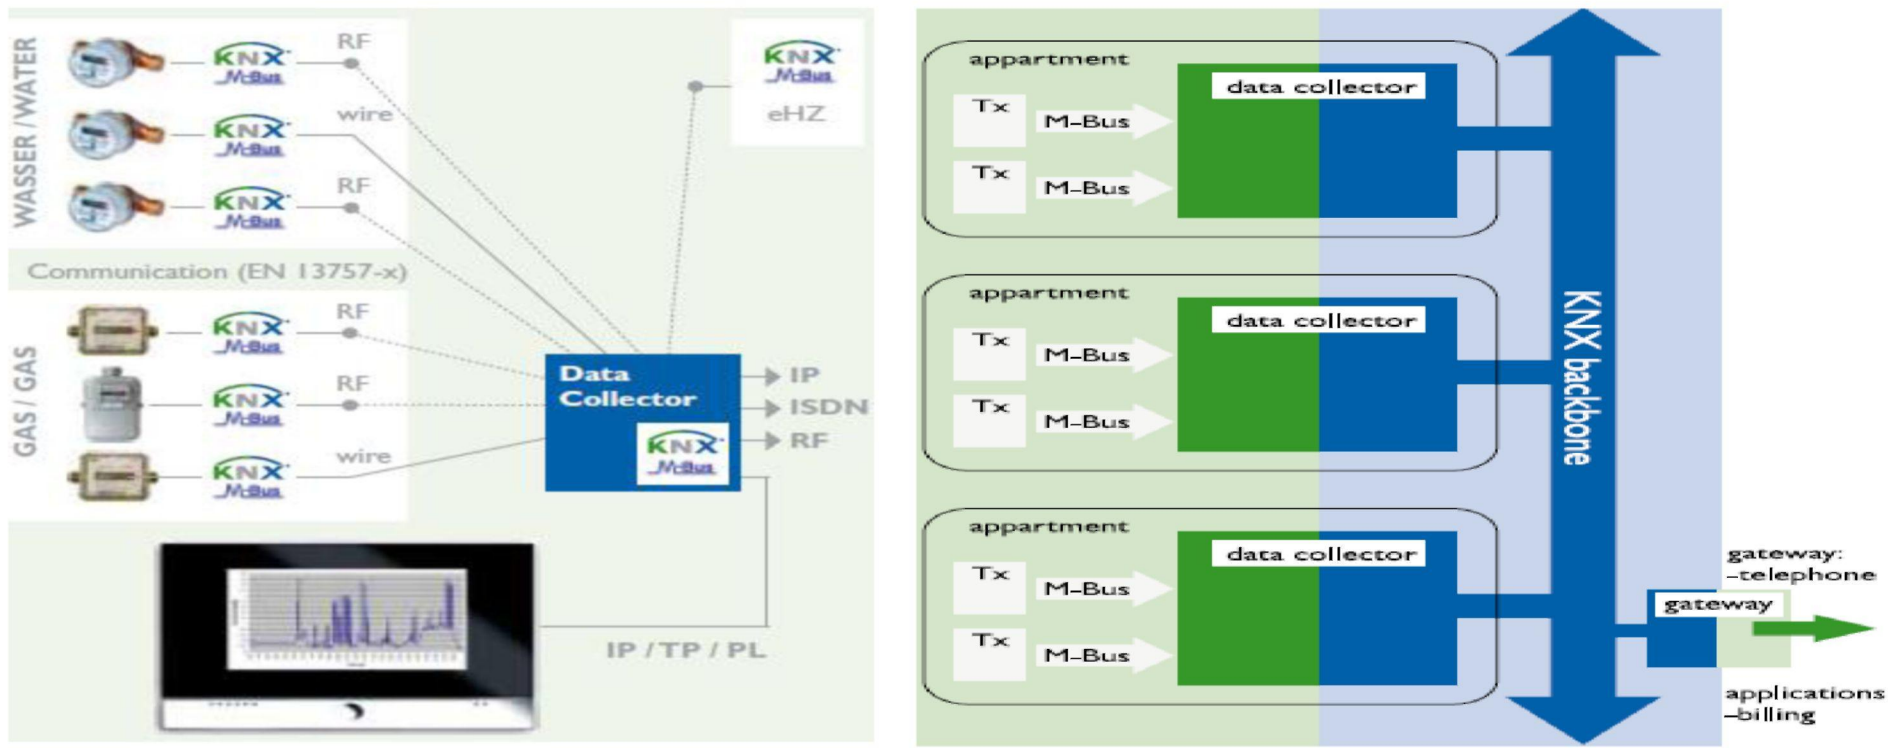 WASSER / WATER
KNX
M-Bus
RF
KNX
M-Bus
wire
KNX
M-Bus
RF
KNX
M-Bus
eHZ
Communication (EN 13757-x)
GAS / GAS
KNX
M-Bus
RF
KNX
M-Bus
RF
KNX
M-Bus
wire
Data
Collector
KNX
M-Bus
IP
ISDN
RF
IP / TP / PL
appartment
data collector
Tx
M-Bus
Tx
M-Bus
appartment
data collector
Tx
M-Bus
Tx
M-Bus
appartment
data collector
Tx
M-Bus
Tx
M-Bus
KNX backbone
gateway:
-telephone
gateway
applications
-billing